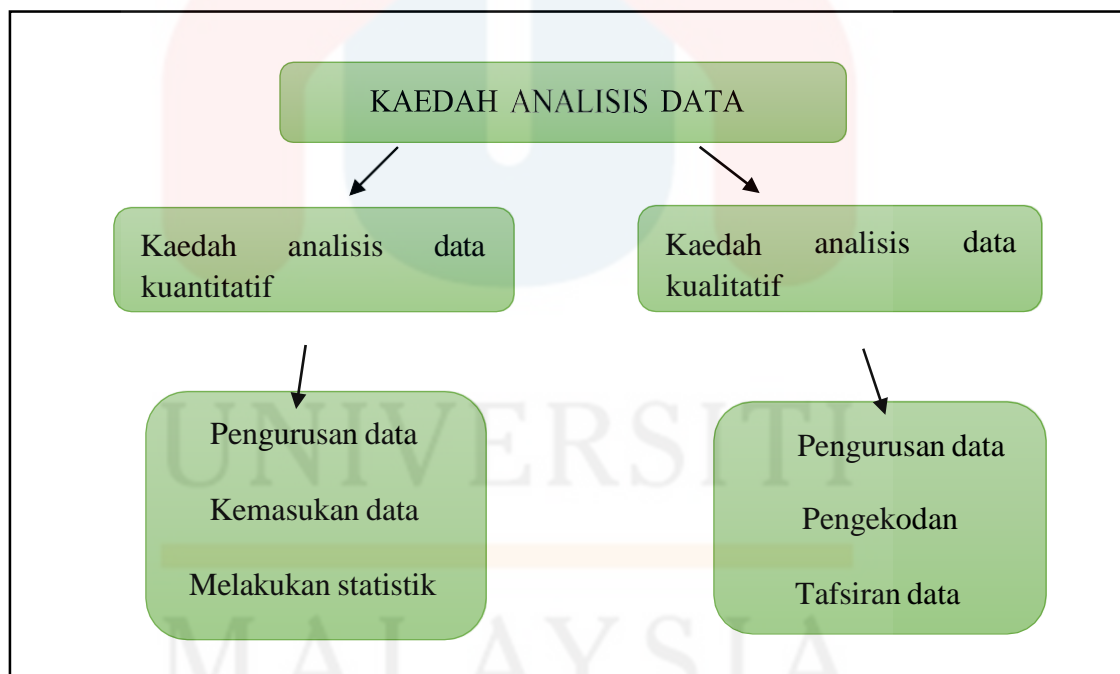 KAEDAH ANALISIS DATA
Kaedah analisis data
kuantitatif
Kaedah analisis data
kualitatif
Pengurusan data
Kemasukan data
Melakukan statistik
Pengurusan data
Pengekodan
Tafsiran data
UNIVERSITI
MALAYSIA